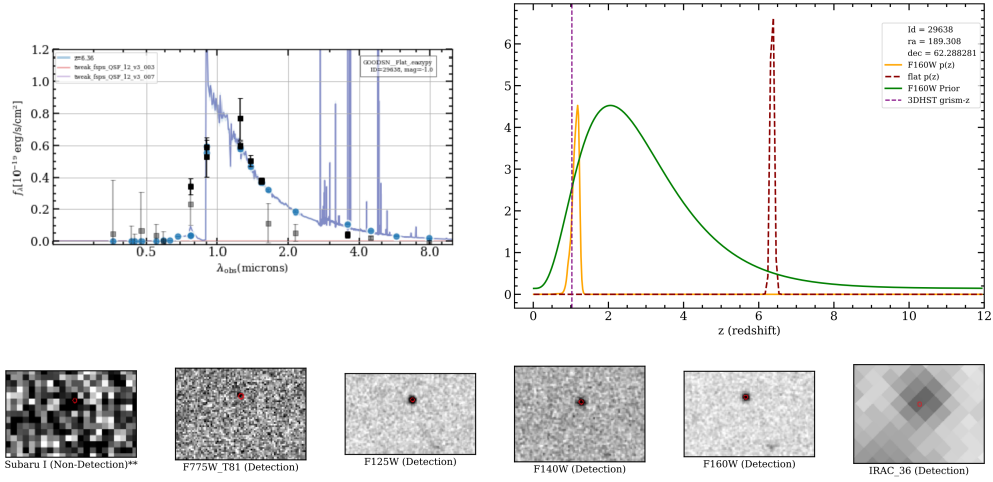 z=6.36
tweak_fsps_QSF_12_v3_003
tweak_fsps_QSF_12_v3_007
GOODSN__Flat_.eazypy
ID=29638, mag=-1.0
1.2
1.0
0.8
0.6
0.4
0.2
0.0
fλ[10⁻¹⁹ erg/s/cm²]
0.5
1.0
2.0
4.0
8.0
λobs(microns)
6
5
4
3
2
1
0
Id = 29638
ra = 189.308
dec = 62.288281
F160W p(z)
flat p(z)
F160W Prior
3DHST grism-z
0
2
4
6
8
10
12
z (redshift)
Subaru I (Non-Detection)**
F775W_T81 (Detection)
F125W (Detection)
F140W (Detection)
F160W (Detection)
IRAC_36 (Detection)